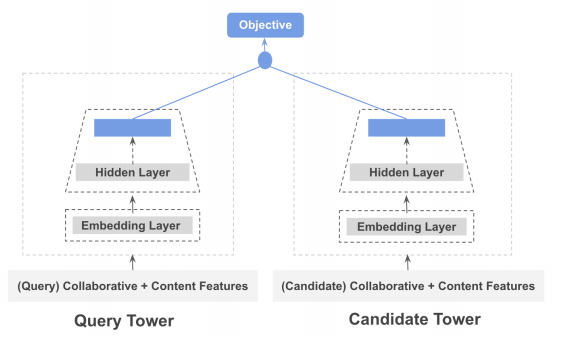 Objective
Hidden Layer
Hidden Layer
Embedding Layer
Embedding Layer
(Query) Collaborative + Content Features
(Candidate) Collaborative + Content Features
Query Tower
Candidate Tower